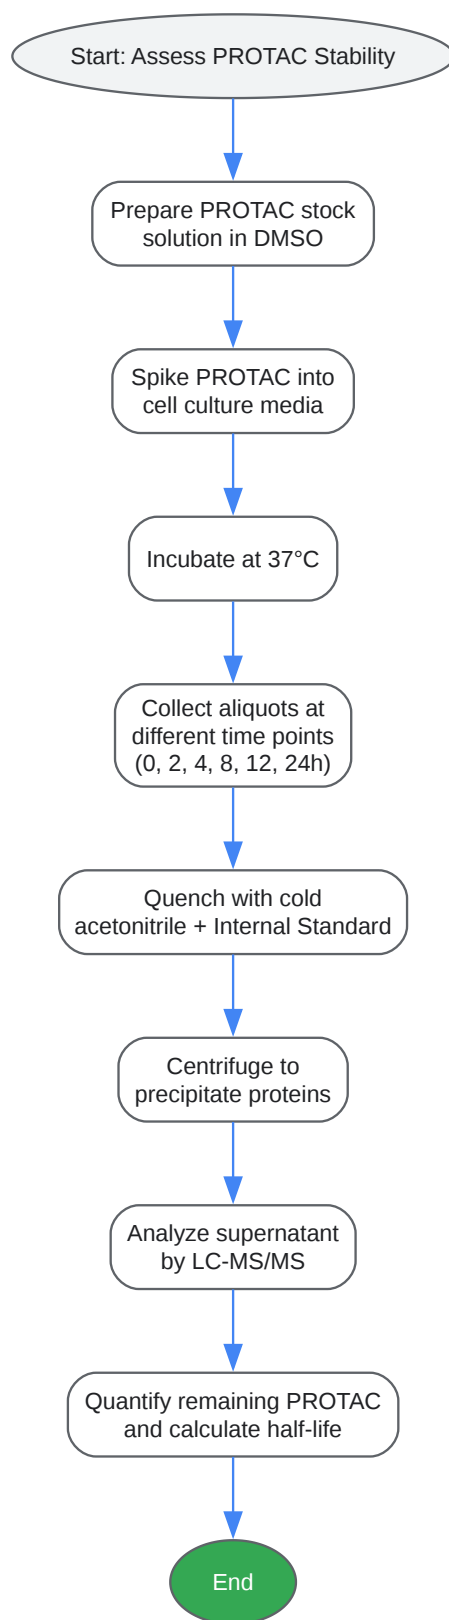 Start: Assess PROTAC Stability
Prepare PROTAC stock
solution in DMSO
Spike PROTAC into
cell culture media
Incubate at 37°C
Collect aliquots at
different time points
(0, 2, 4, 8, 12, 24h)
Quench with cold
acetonitrile + Internal Standard
Centrifuge to
precipitate proteins
Analyze supernatant
by LC-MS/MS
Quantify remaining PROTAC
and calculate half-life
End